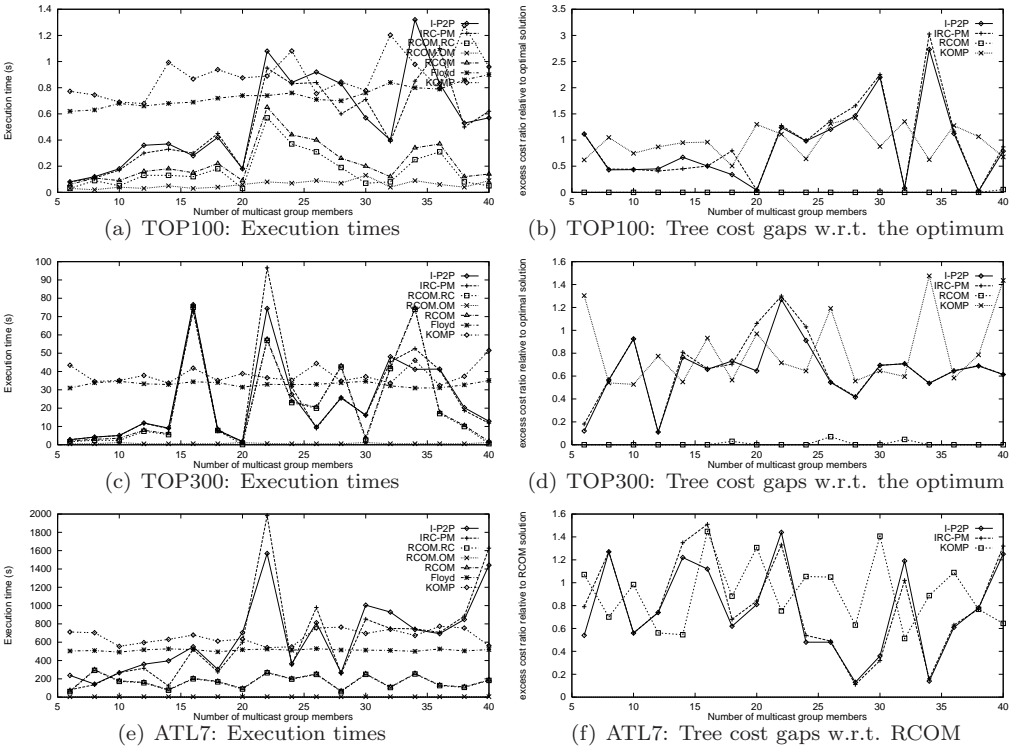 Execution time (s)
0
0.2
0.4
0.6
0.8
1
1.2
1.4
5
10
15
20
25
30
35
40
Number of multicast group members
I-P2P
IRC-PM
RCOM.RC
RCOM.OM
RCOM
Floyd
KOMP
(a) TOP100: Execution times
excess cost ratio relative to optimal solution
0
0.5
1
1.5
2
2.5
3
3.5
5
10
15
20
25
30
35
40
Number of multicast group members
I-P2P
IRC-PM
RCOM
KOMP
(b) TOP100: Tree cost gaps w.r.t. the optimum
Execution time (s)
0
10
20
30
40
50
60
70
80
90
100
5
10
15
20
25
30
35
40
Number of multicast group members
I-P2P
IRC-PM
RCOM.RC
RCOM.OM
RCOM
Floyd
KOMP
(c) TOP300: Execution times
excess cost ratio relative to optimal solution
0
0.2
0.4
0.6
0.8
1
1.2
1.4
1.6
5
10
15
20
25
30
35
40
Number of multicast group members
I-P2P
IRC-PM
RCOM
KOMP
(d) TOP300: Tree cost gaps w.r.t. the optimum
Execution time (s)
0
200
400
600
800
1000
1200
1400
1600
1800
2000
5
10
15
20
25
30
35
40
Number of multicast group members
I-P2P
IRC-PM
RCOM.RC
RCOM.OM
RCOM
Floyd
KOMP
(e) ATL7: Execution times
excess cost ratio relative to RCOM solution
0
0.2
0.4
0.6
0.8
1
1.2
1.4
1.6
5
10
15
20
25
30
35
40
Number of multicast group members
I-P2P
IRC-PM
KOMP
(f) ATL7: Tree cost gaps w.r.t. RCOM